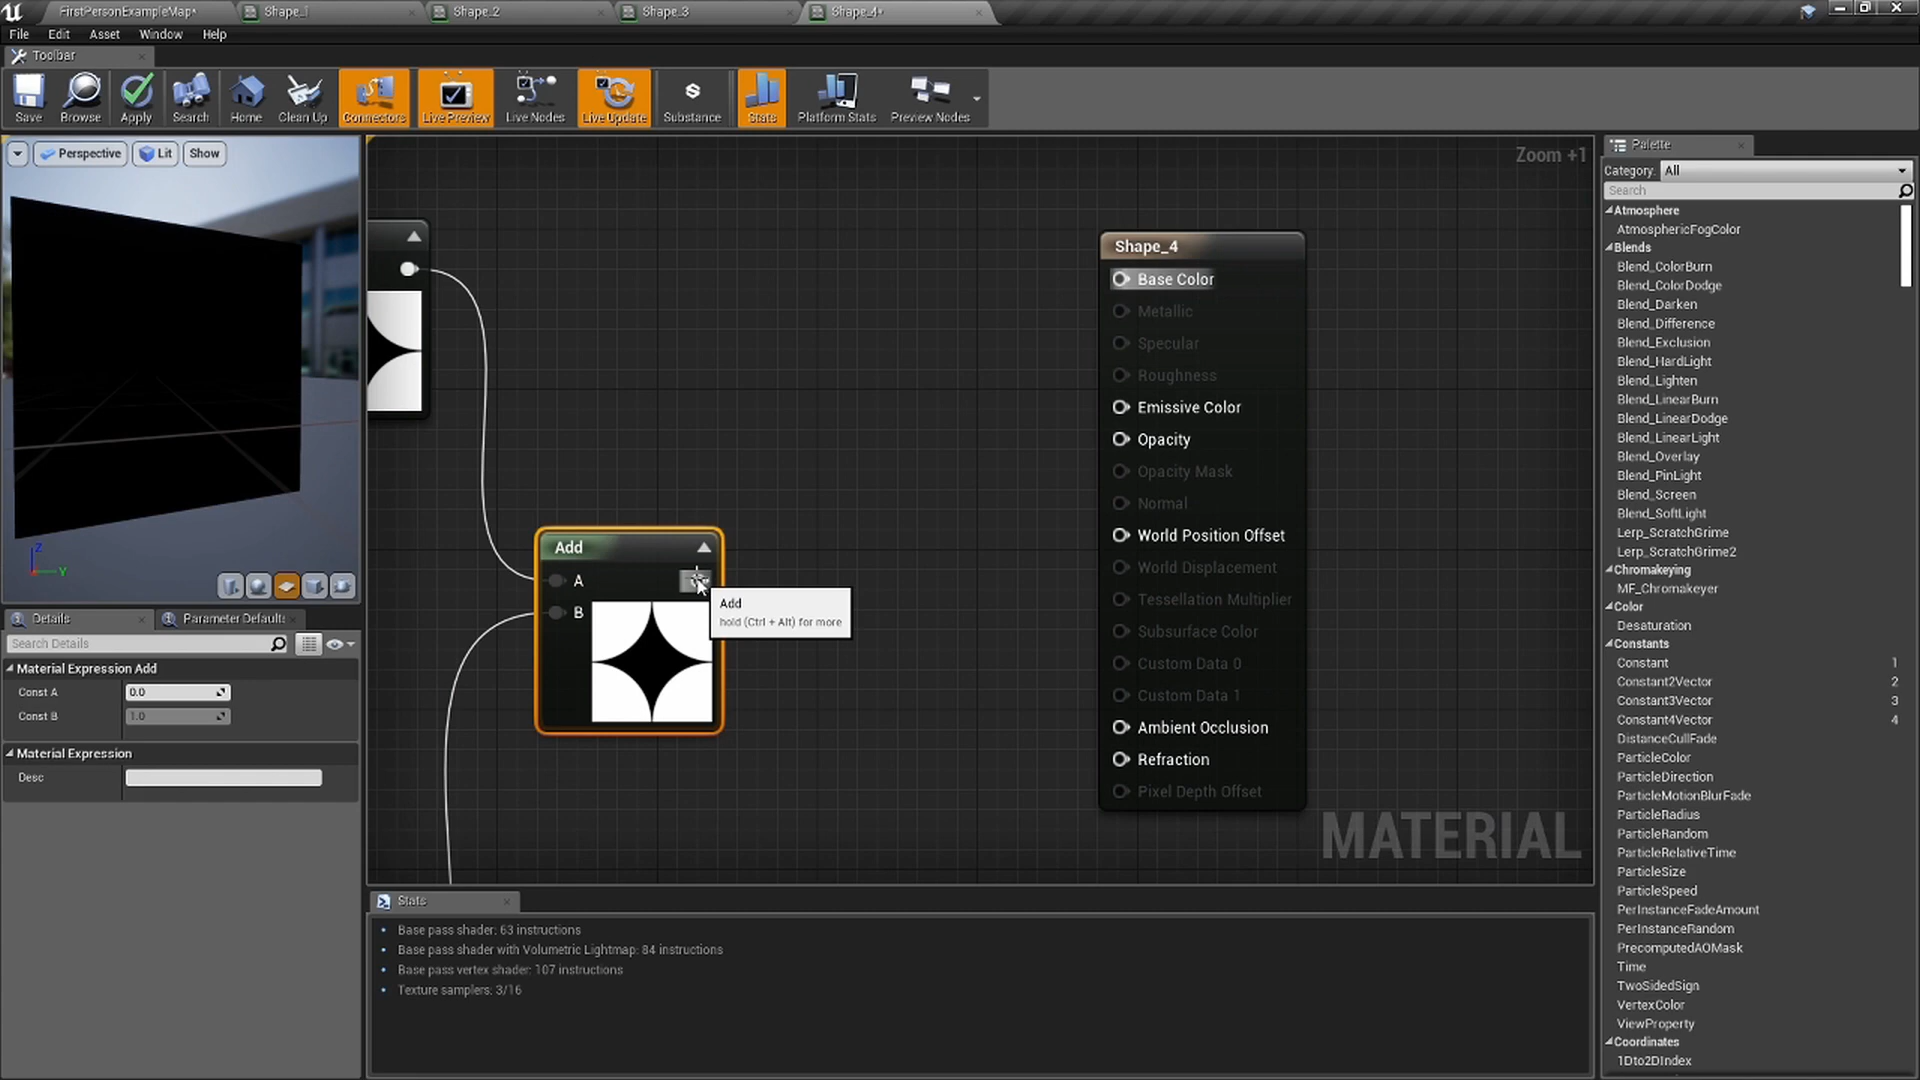 FirstPersonExampleMap*
Shape_1
Shape_2
Shape_3
Shape_4*
File
Edit
Asset
Window
Help
Toolbar
Save
Browse
Apply
Search
Home
Clean Up
Connectors
Live Preview
Live Nodes
Live Update
Substance
Stats
Platform Stats
Preview Nodes
Perspective
Lit
Show
Z
Y
Details
Parameter Defaults
Search Details
Material Expression Add
Const A
0.0
Const B
1.0
Material Expression
Desc
Zoom +1
Add
A
B
Add
hold (Ctrl + Alt) for more
Shape_4
Base Color
Metallic
Specular
Roughness
Emissive Color
Opacity
Opacity Mask
Normal
World Position Offset
World Displacement
Tessellation Multiplier
Subsurface Color
Custom Data 0
Custom Data 1
Ambient Occlusion
Refraction
Pixel Depth Offset
MATERIAL
Stats
Base pass shader: 63 instructions
Base pass shader with Volumetric Lightmap: 84 instructions
Base pass vertex shader: 107 instructions
Texture samplers: 3/16
Palette
Category: All
Search
Atmosphere
AtmosphericFogColor
Blends
Blend_ColorBurn
Blend_ColorDodge
Blend_Darken
Blend_Difference
Blend_Exclusion
Blend_HardLight
Blend_Lighten
Blend_LinearBurn
Blend_LinearDodge
Blend_LinearLight
Blend_Overlay
Blend_PinLight
Blend_Screen
Blend_SoftLight
Lerp_ScratchGrime
Lerp_ScratchGrime2
Chromakeying
MF_Chromakeyer
Color
Desaturation
Constants
Constant 1
Constant2Vector 2
Constant3Vector 3
Constant4Vector 4
DistanceCullFade
ParticleColor
ParticleDirection
ParticleMotionBlurFade
ParticleRadius
ParticleRandom
ParticleRelativeTime
ParticleSize
ParticleSpeed
PerInstanceFadeAmount
PerInstanceRandom
PrecomputedAOMask
Time
TwoSidedSign
VertexColor
ViewProperty
Coordinates
1Dto2DIndex